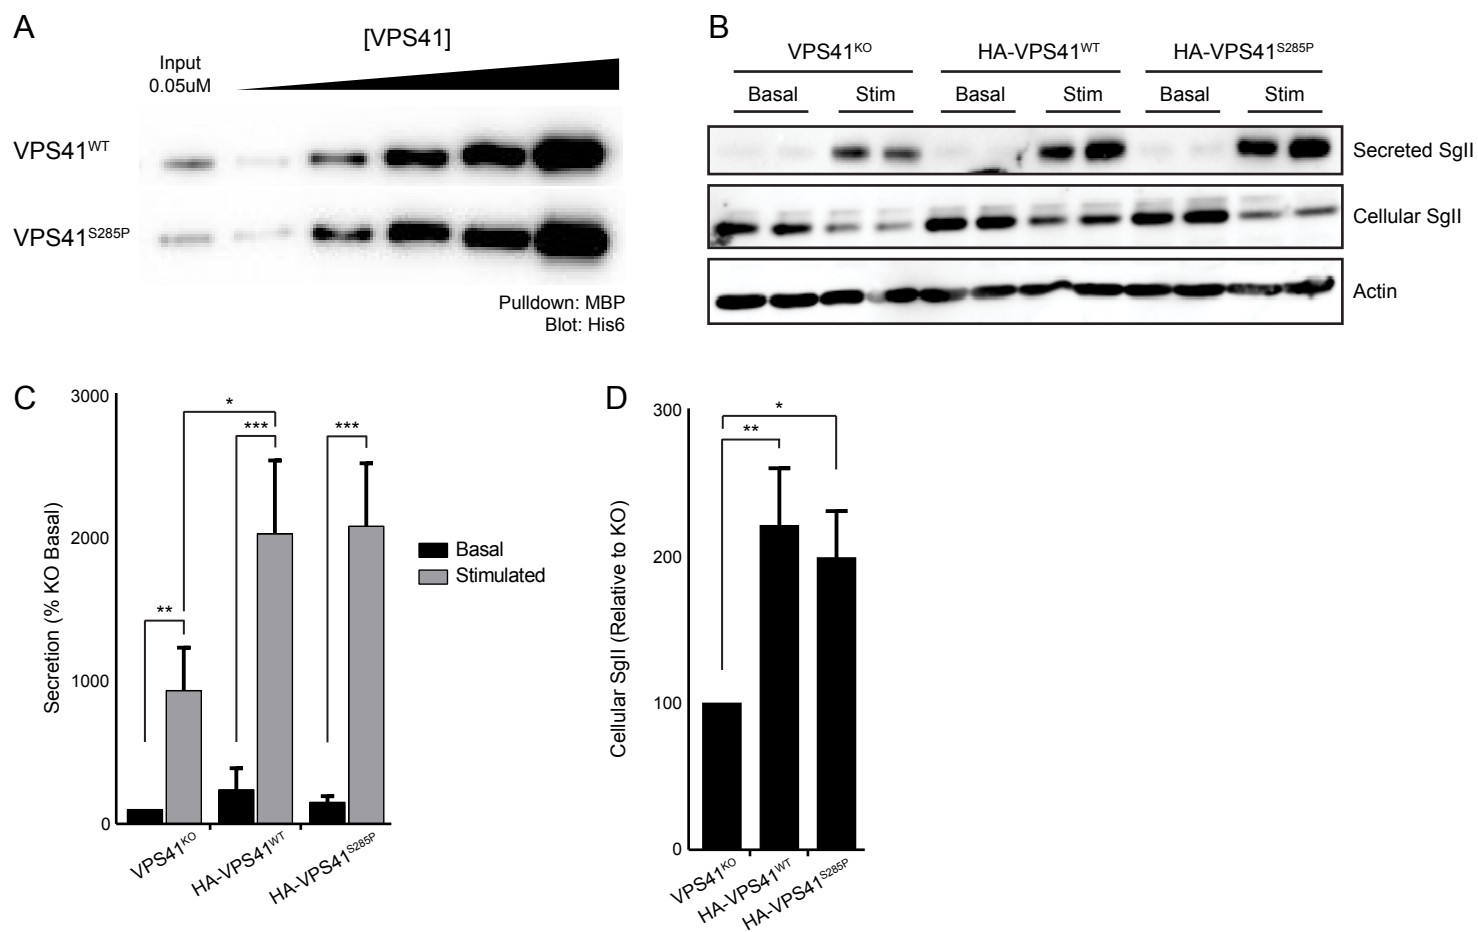 A
[VPS41]
Input
0.05uM
VPS41WT
VPS41S285P
Pulldown: MBP
Blot: His6
B
VPS41KO HA-VPS41WT HA-VPS41S285P
Basal Stim Basal Stim Basal Stim
Secreted SgII
Cellular SgII
Actin
C
Secretion (% KO Basal)
3000
2000
1000
0
**
*
***
***
Basal
Stimulated
VPS41KO
HA-VPS41WT
HA-VPS41S285P
D
Cellular SgII (Relative to KO)
300
200
100
0
*
**
VPS41KO
HA-VPS41WT
HA-VPS41S285P